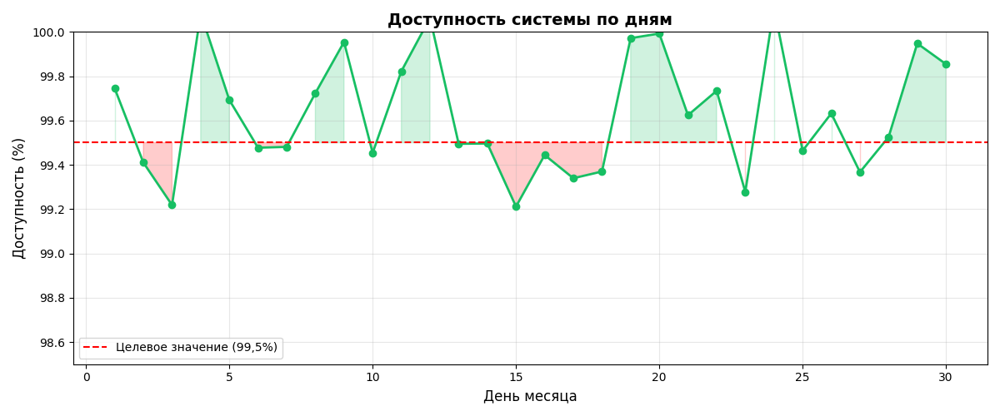 Доступность системы по дням
Доступность (%)
100.0
99.8
99.6
99.4
99.2
99.0
98.8
98.6
Целевое значение (99,5%)
0 5 10 15 20 25 30
День месяца